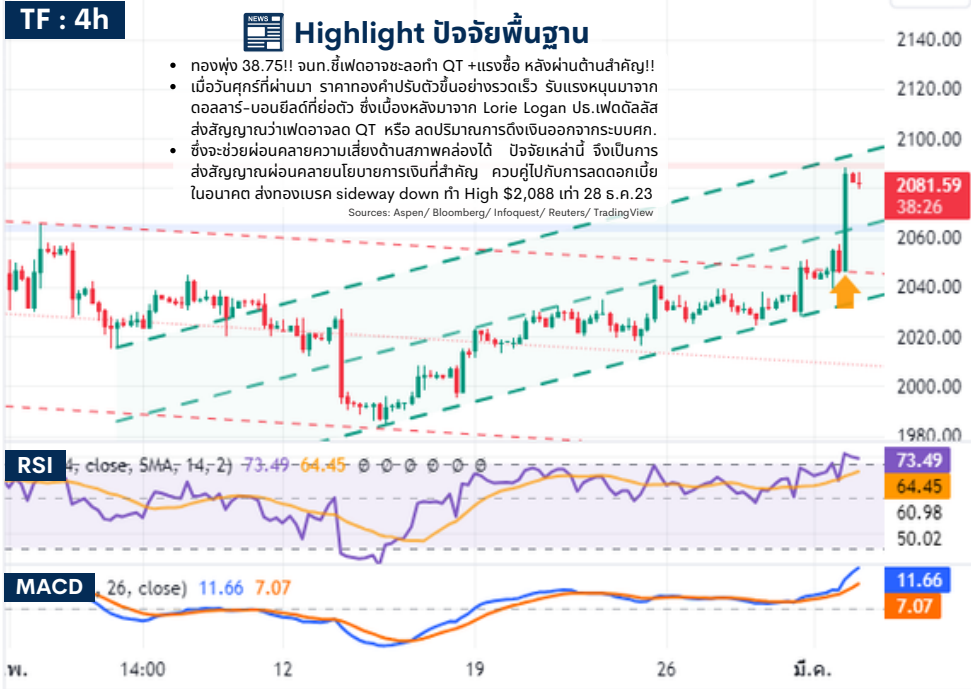 TF : 4h
NEWS
Highlight ปัจจัยพื้นฐาน
• ทองพุ่ง 38.75!! จนท.ชี้เฟดอาจชะลอทำ QT +แรงซื้อ หลังผ่านต้านสำคัญ!!
• เมื่อวันศุกร์ที่ผ่านมา ราคาทองคำปรับตัวขึ้นอย่างรวดเร็ว รับแรงหนุนมาจาก
ดอลลาร์-บอนยีลด์ที่ย่อตัว ซึ่งเบื้องหลังมาจาก Lorie Logan ปธ.เฟดดัลลัส
ส่งสัญญาณว่าเฟดอาจลด QT หรือ ลดปริมาณการดึงเงินออกจากระบบศก.
• ซึ่งจะช่วยผ่อนคลายความเสี่ยงด้านสภาพคล่องได้ ปัจจัยเหล่านี้ จึงเป็นการ
ส่งสัญญาณผ่อนคลายนโยบายการเงินที่สำคัญ ควบคู่ไปกับการลดดอกเบี้ย
ในอนาคต ส่งทองเบรค sideway down ทำ High $2,088 เท่า 28 ธ.ค.23
Sources: Aspen/ Bloomberg/ Infoquest/ Reuters/ TradingView
2140.00
2120.00
2100.00
2081.59
38:26
2060.00
2040.00
2020.00
2000.00
1980.00
RSI 4, close, SMA, 14, 2) 73.49 64.45 0 0 0 0 0 0
73.49
64.45
60.98
50.02
MACD , 26, close) 11.66 7.07
11.66
7.07
.พ. 14:00 12 19 26 มี.ค.